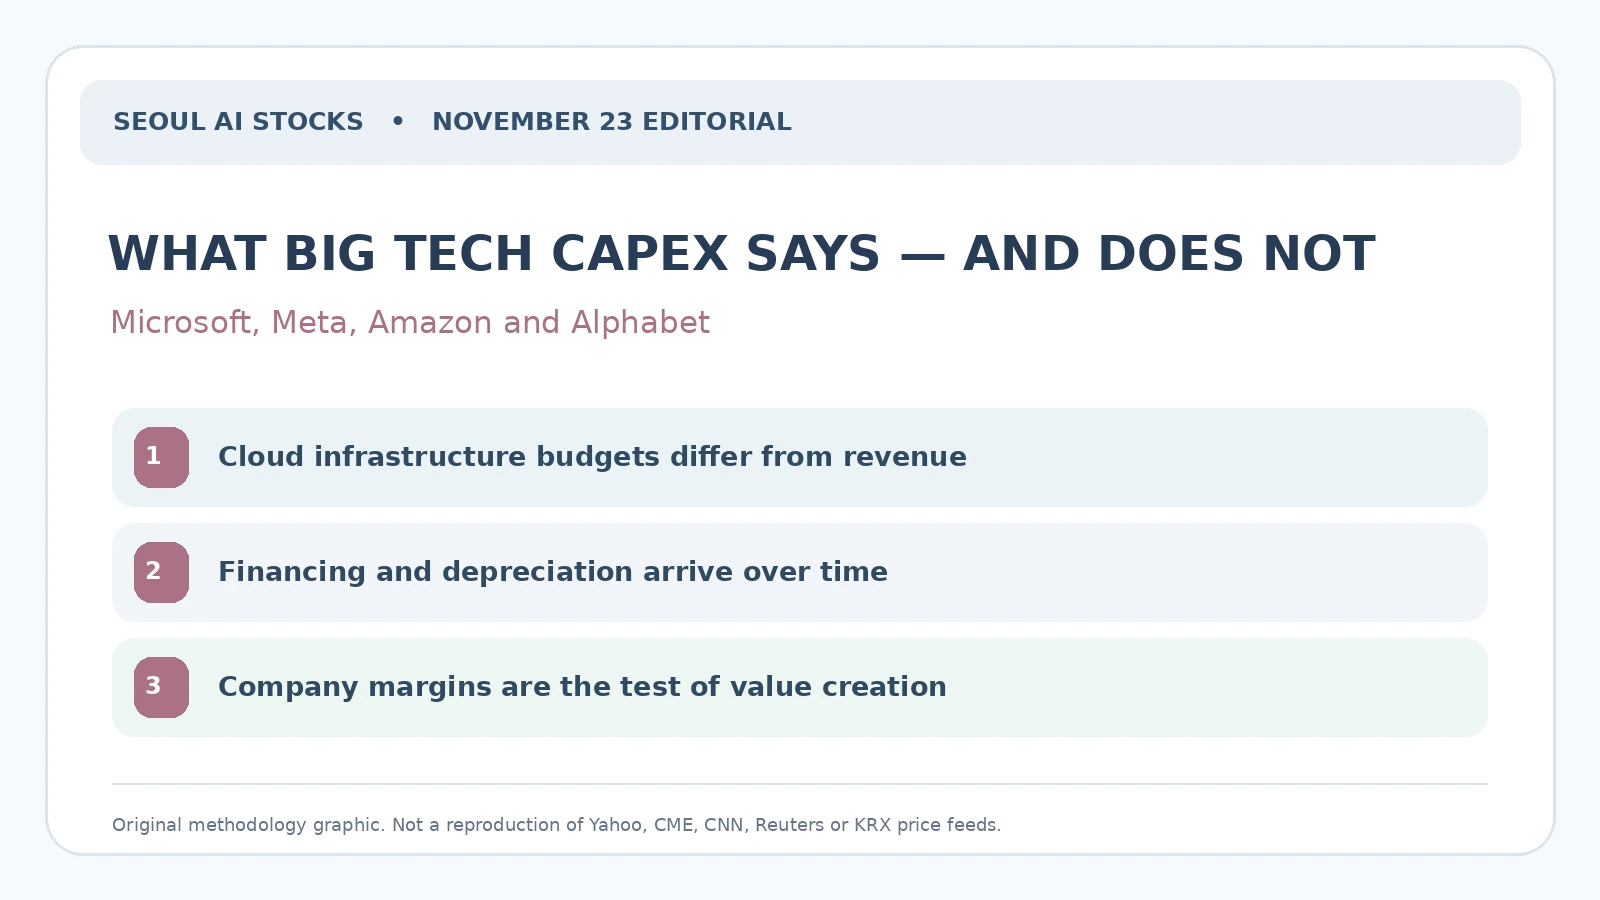 SEOUL AI STOCKS • NOVEMBER 23 EDITORIAL
WHAT BIG TECH CAPEX SAYS — AND DOES NOT
Microsoft, Meta, Amazon and Alphabet
1 Cloud infrastructure budgets differ from revenue
2 Financing and depreciation arrive over time
3 Company margins are the test of value creation
Original methodology graphic. Not a reproduction of Yahoo, CME, CNN, Reuters or KRX price feeds.